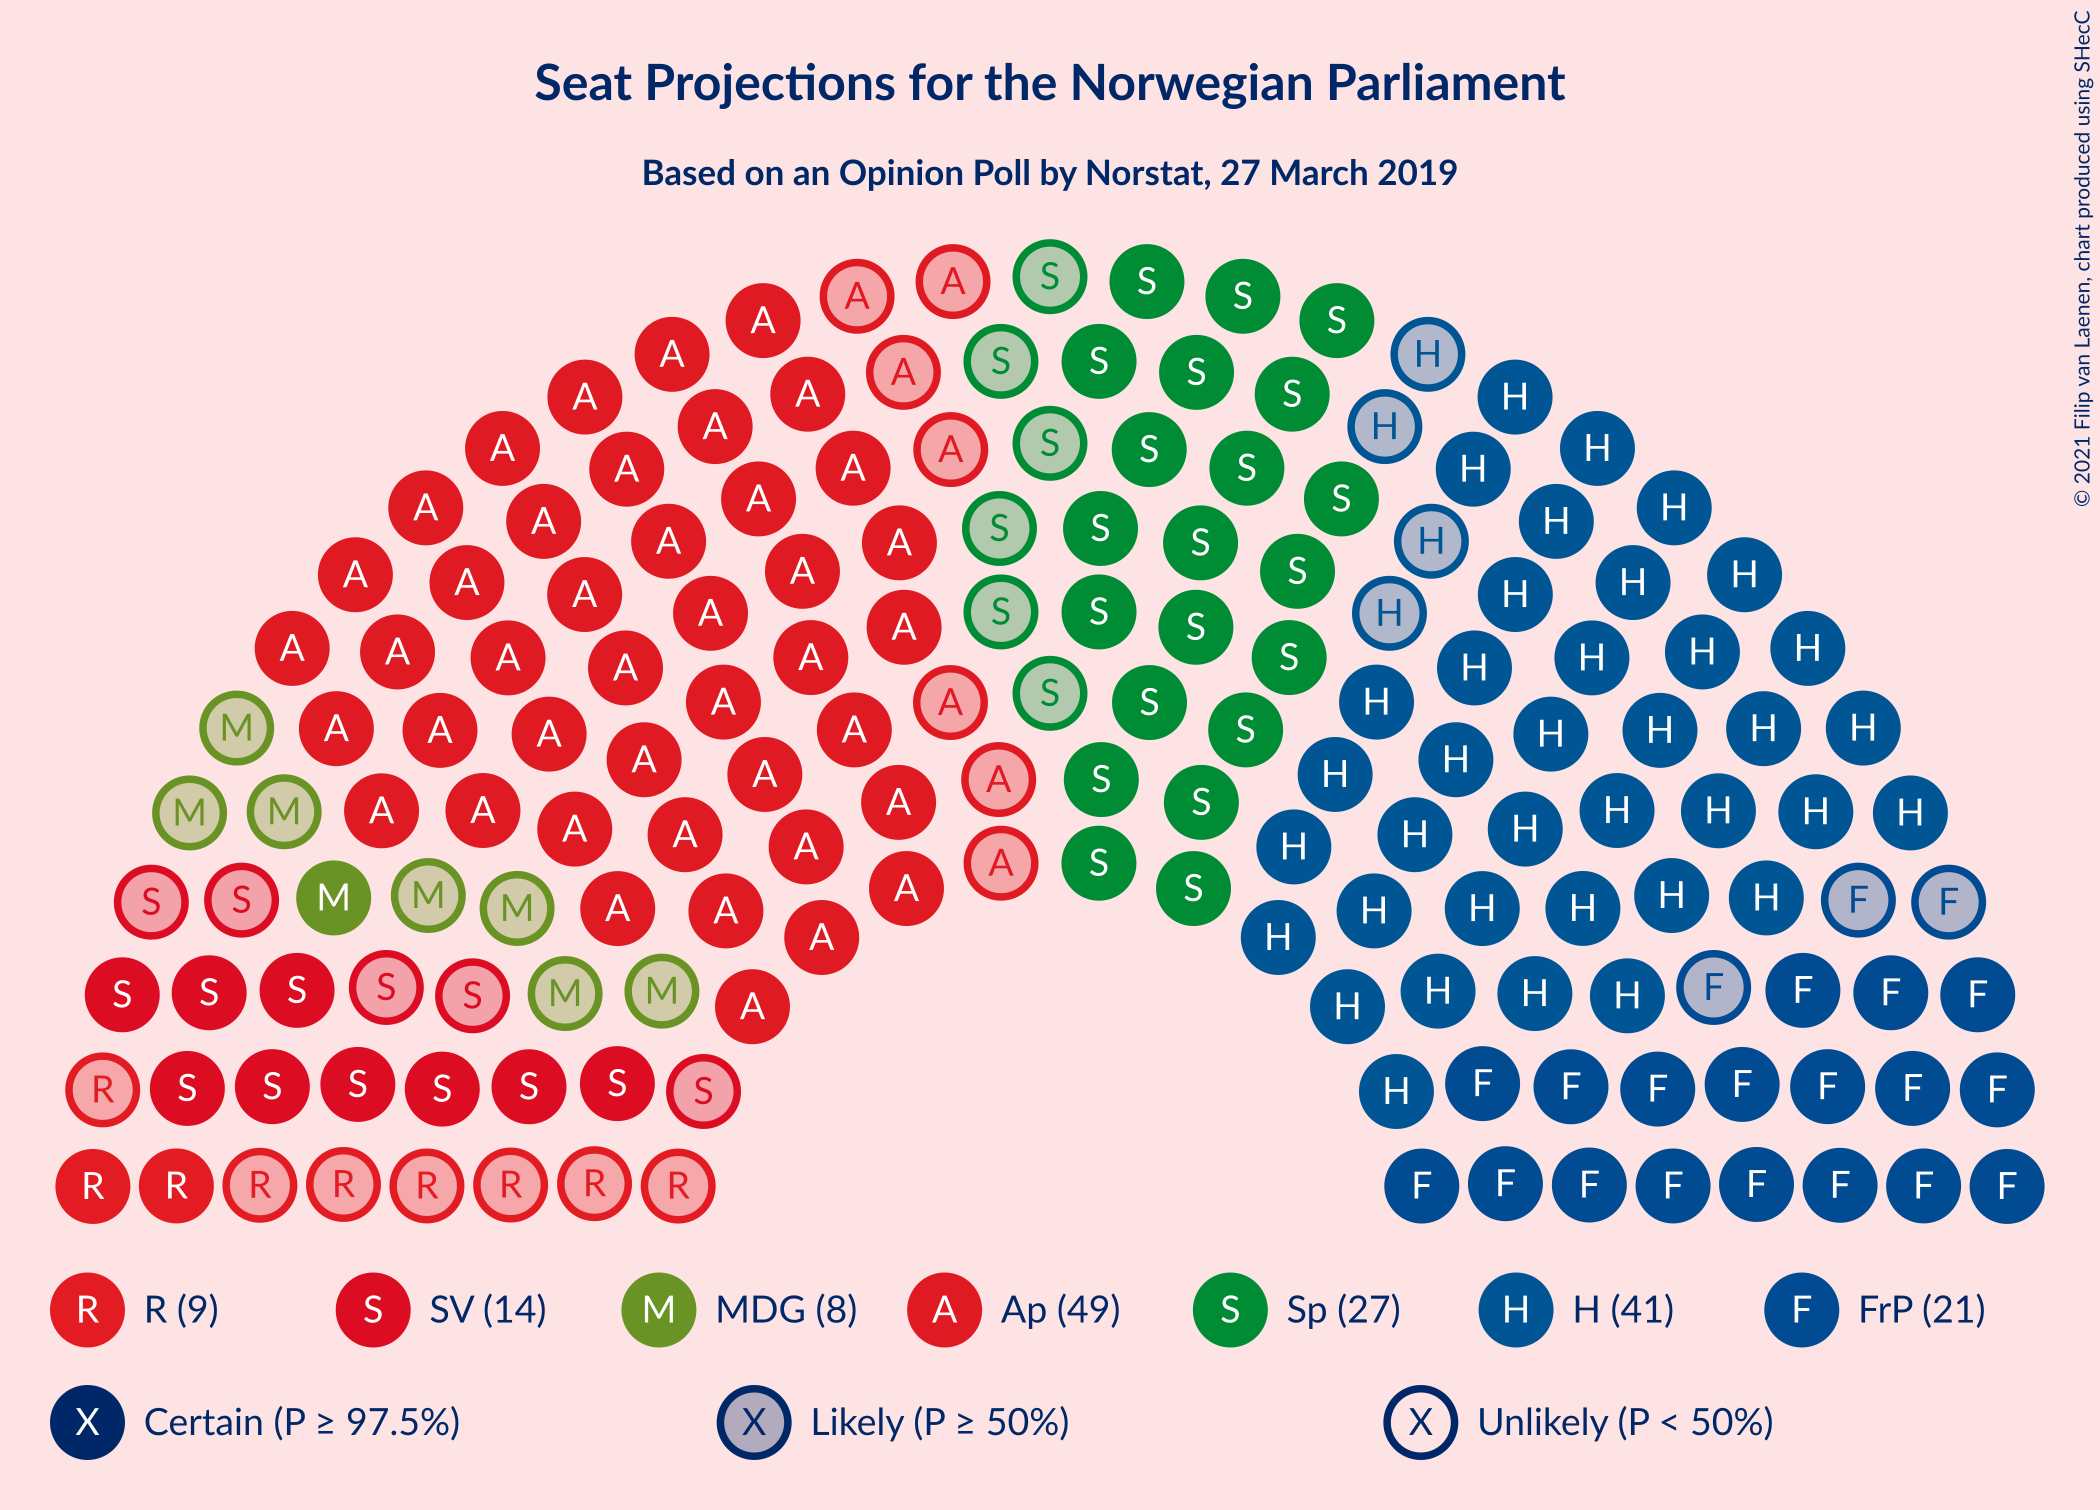 Seat Projections for the Norwegian Parliament
Based on an Opinion Poll by Norstat, 27 March 2019
© 2021 Filip van Laenen, chart produced using SHecC
A A S S S S H H
A A A S S S S H H H
A A A A S S S S H H H
A A A A A S S S S H H H H
A A A A A S S S S H H H H
A A A A A A S S S H H H H H
M A A A A A A S S H H H H H H
M M A A A A A A S S H H H H H H H
S S M M M A A A A S S H H H H H H F F
S S S S S M M A H H H H F F F F
R S S S S S S S H F F F F F F F
R R R R R R R R F F F F F F F F
R R (9) S SV (14) M MDG (8) A Ap (49) S Sp (27) H H (41) F FrP (21)
X Certain (P ≥ 97.5%) X Likely (P ≥ 50%) X Unlikely (P < 50%)